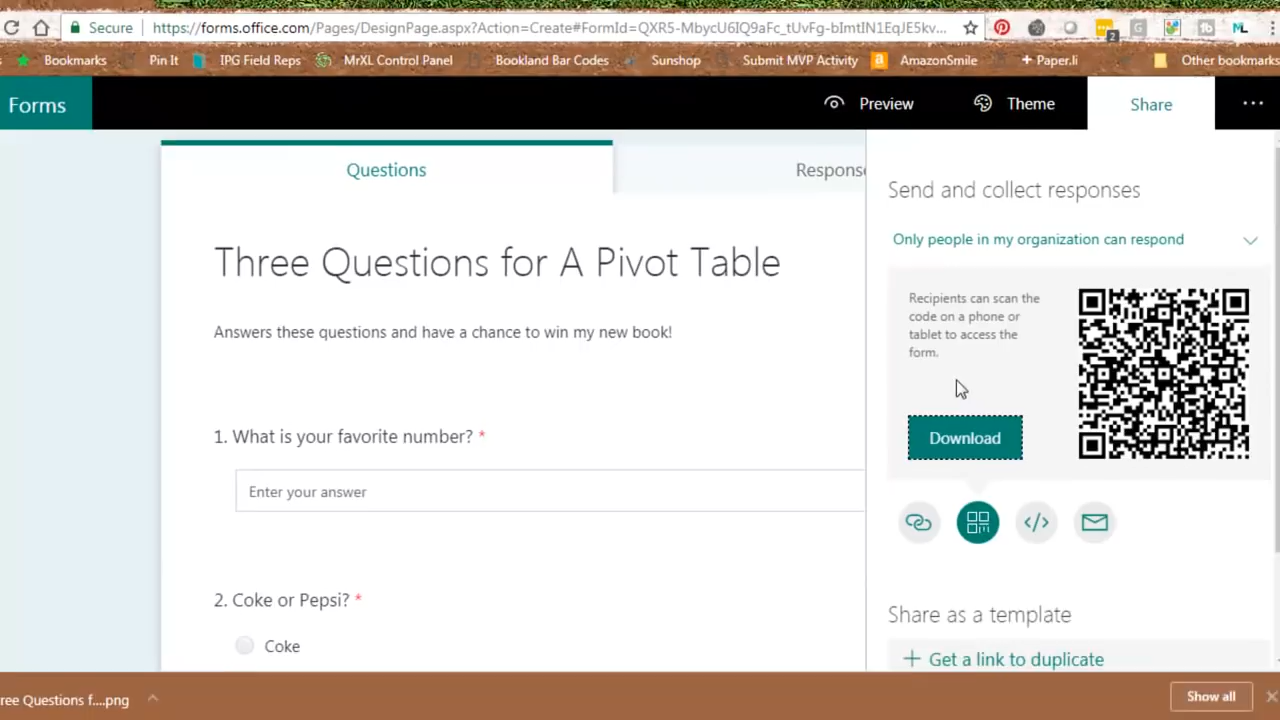 Secure
https://forms.office.com/Pages/DesignPage.aspx?Action=Create#FormId=QXR5-MbycU6IQ9aFc_tUvFg-bImtIN1EqJE5kv...
2
Bookmarks
Pin It
IPG Field Reps
MrXL Control Panel
Bookland Bar Codes
Sunshop
Submit MVP Activity
AmazonSmile
+ Paper.li
Other bookmarks
Forms
Preview
Theme
Share
...
Questions
Response
Send and collect responses
Only people in my organization can respond
Three Questions for A Pivot Table
Answers these questions and have a chance to win my new book!
Recipients can scan the
code on a phone or
tablet to access the
form.
Download
1. What is your favorite number? *
Enter your answer
2. Coke or Pepsi? *
Coke
Share as a template
+ Get a link to duplicate
ree Questions f....png
Show all